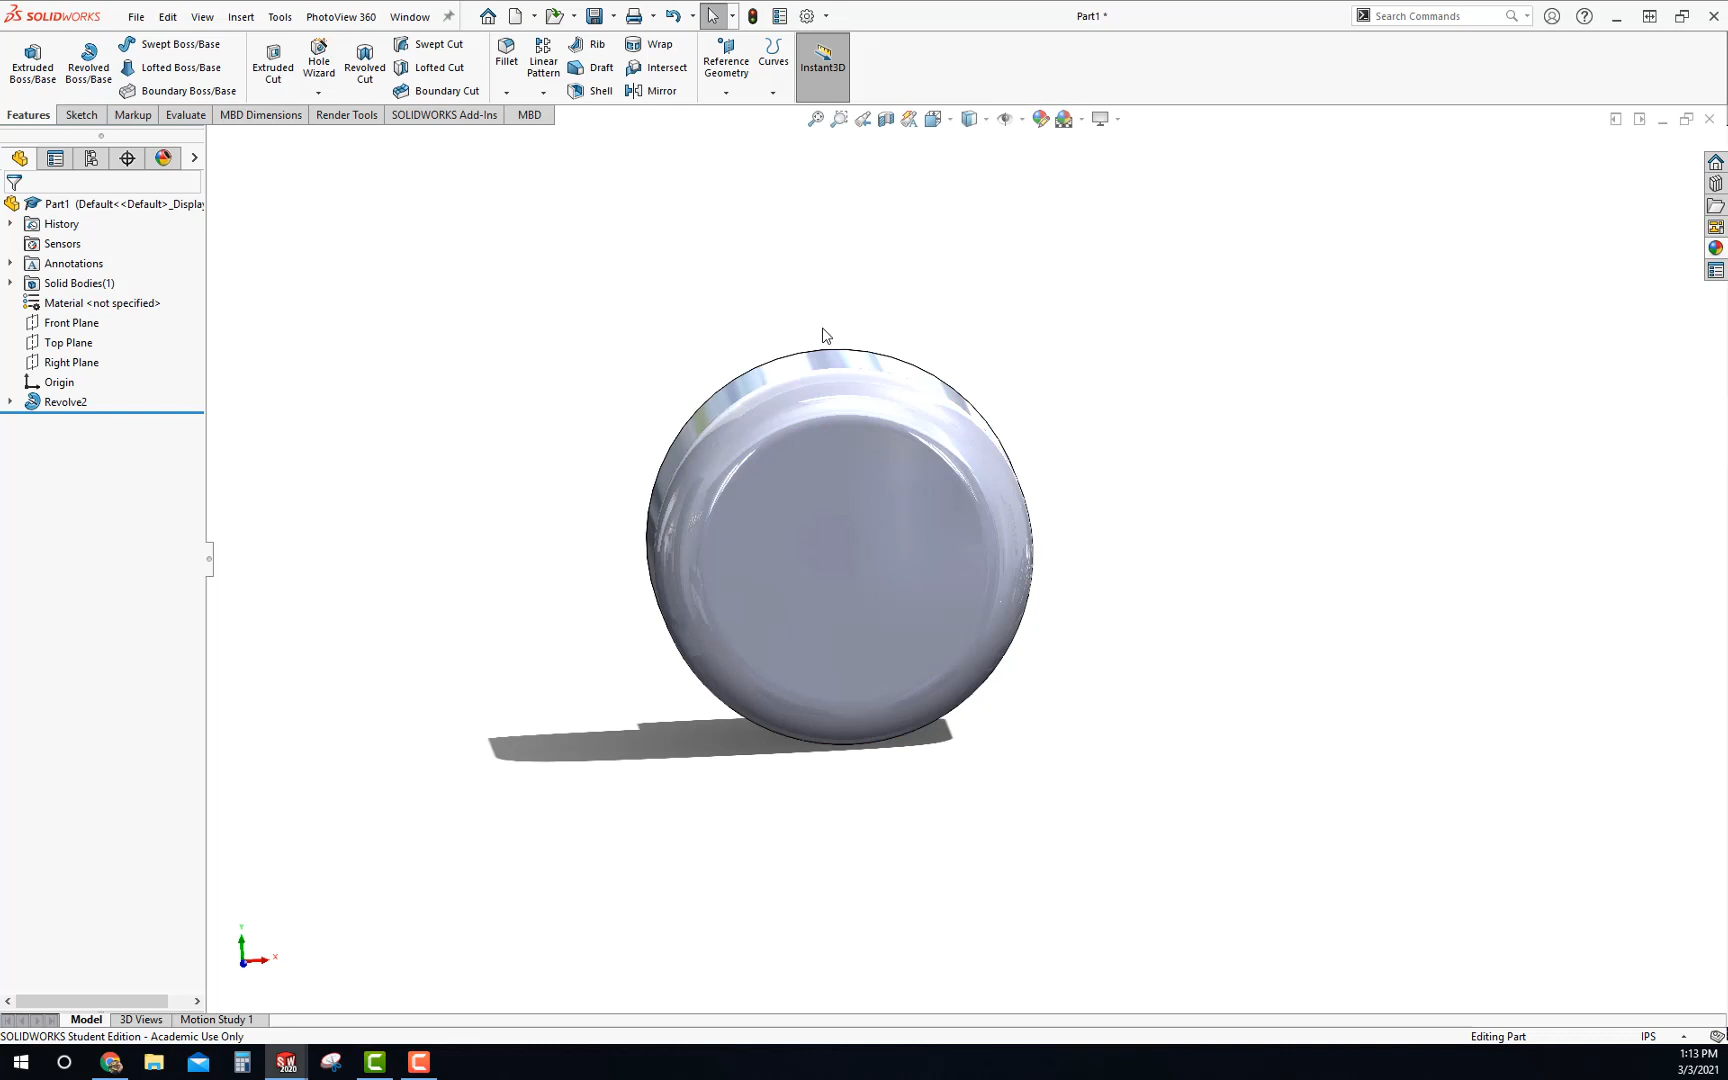 SOLIDWORKS File Edit View Insert Tools PhotoView 360 Window Part1 * Search Commands
Extruded Boss/Base
Revolved Boss/Base
Swept Boss/Base
Lofted Boss/Base
Boundary Boss/Base
Extruded Cut
Hole Wizard
Revolved Cut
Swept Cut
Lofted Cut
Boundary Cut
Fillet
Linear Pattern
Rib
Draft
Shell
Wrap
Intersect
Mirror
Reference Geometry
Curves
Instant3D
Features Sketch Markup Evaluate MBD Dimensions Render Tools SOLIDWORKS Add-Ins MBD
Part1 (Default<<Default>_Display
History
Sensors
Annotations
Solid Bodies(1)
Material <not specified>
Front Plane
Top Plane
Right Plane
Origin
Revolve2
Y
X
Model 3D Views Motion Study 1
SOLIDWORKS Student Edition - Academic Use Only Editing Part IPS
SW 2020
1:13 PM
3/3/2021